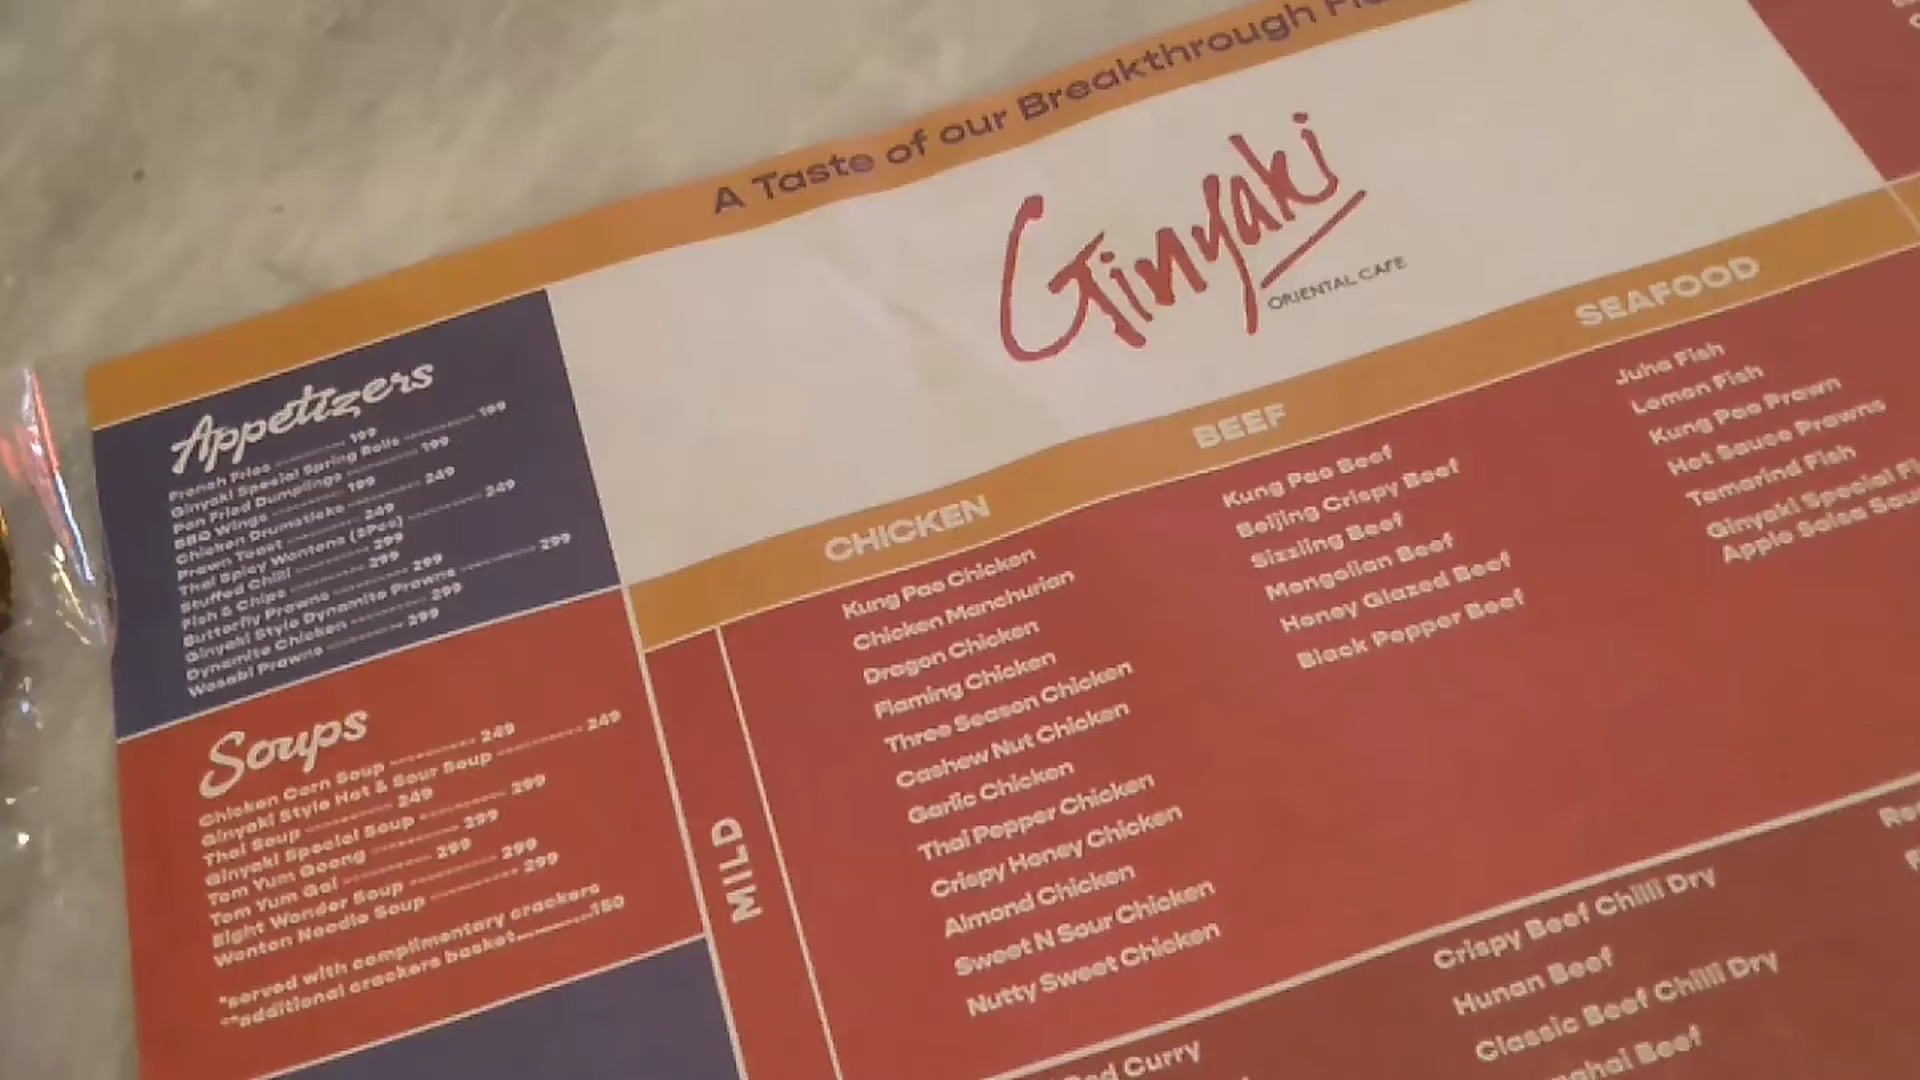 A Taste of our Breakthrough
Ginyaki
ORIENTAL CAFE
Appetizers
French Fries 199
Ginyaki Special Spring Rolls 199
Pan Fried Dumplings 199
BBQ Wings 199
Chicken Drumsticks 249
Prawn Toast 249
Thai Spicy Wontons (8Pcs) 249
Stuffed Chilli 299
Fish & Chips 299
Butterfly Prawns 299
Ginyaki Style Dynamite Prawns 299
Dynamite Chicken 299
Wasabi Prawns 299
Soups
Chicken Corn Soup 249
Ginyaki Style Hot & Sour Soup 249
Thai Soup 249
Ginyaki Special Soup 299
Tom Yum Goong 299
Tom Yum Gai 299
Eight Wonder Soup 299
Wonton Noodle Soup 299
*served with complimentary crackers
**additional crackers basket..........150
MILD
CHICKEN
Kung Pao Chicken
Chicken Manchurian
Dragon Chicken
Flaming Chicken
Three Season Chicken
Cashew Nut Chicken
Garlic Chicken
Thai Pepper Chicken
Crispy Honey Chicken
Almond Chicken
Sweet N Sour Chicken
Nutty Sweet Chicken
BEEF
Kung Pao Beef
Beijing Crispy Beef
Sizzling Beef
Mongolian Beef
Honey Glazed Beef
Black Pepper Beef
SEAFOOD
Juha Fish
Lemon Fish
Kung Pao Prawn
Hot Sauce Prawns
Tamarind Fish
Ginyaki Special
Apple Salsa
Curry
Crispy Beef Chilli Dry
Hunan Beef
Classic Beef Chilli Dry
Beef